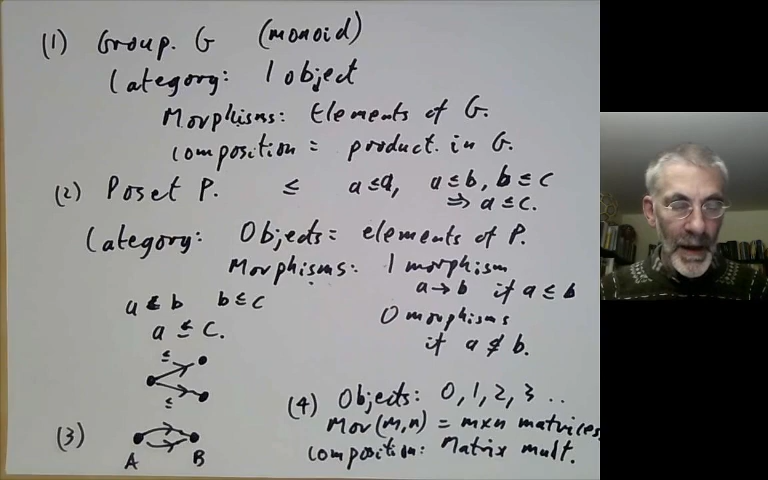 (1) Group. G (monoid)
Category: 1 object
Morphisms: Elements of G.
composition = product. in G.
(2) Poset P. ≤ a≤a, a≤b, b≤c
⇒ a≤c.
Category: Objects = elements of P.
Morphisms: 1 morphism
a→b if a≤b
0 morphisms
if a≰b.
a≤b b≤c
a≤c.
≤
≤
(3) A B
(4) Objects: 0, 1, 2, 3 ..
Mor(m,n) = m×n matrices
composition: Matrix mult.